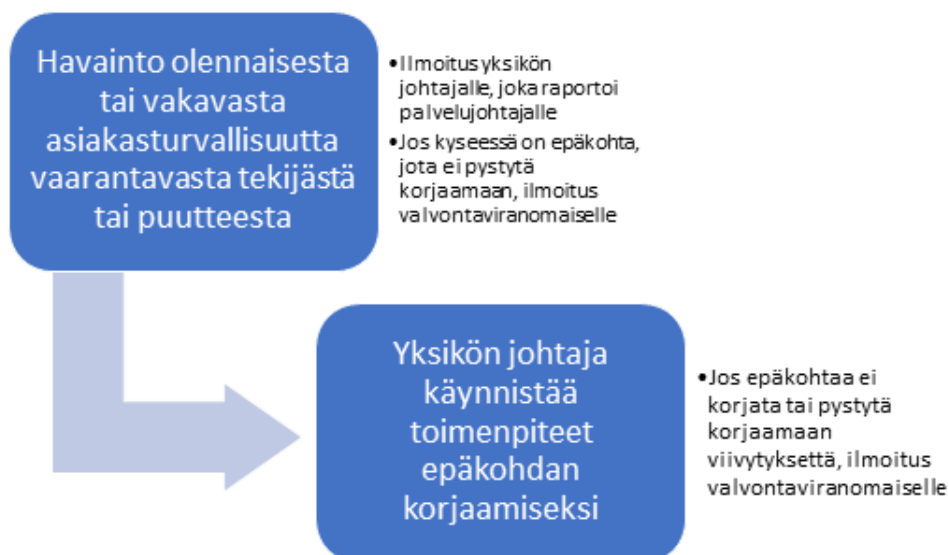 Havainto olennaisesta
tai vakavasta
asiakasturvallisuutta
vaarantavasta tekijästä
tai puutteesta
•Ilmoitus yksikön
johtajalle, joka raportoi
palvelujohtajalle
•Jos kyseessä on epäkohta,
jota ei pystytä
korjaamaan, ilmoitus
valvontaviranomaiselle
Yksikön johtaja
käynnistää
toimenpiteet
epäkohdan
korjaamiseksi
•Jos epäkohtaa ei
korjata tai pystytä
korjaamaan
viivytyksettä, ilmoitus
valvontaviranomaiselle